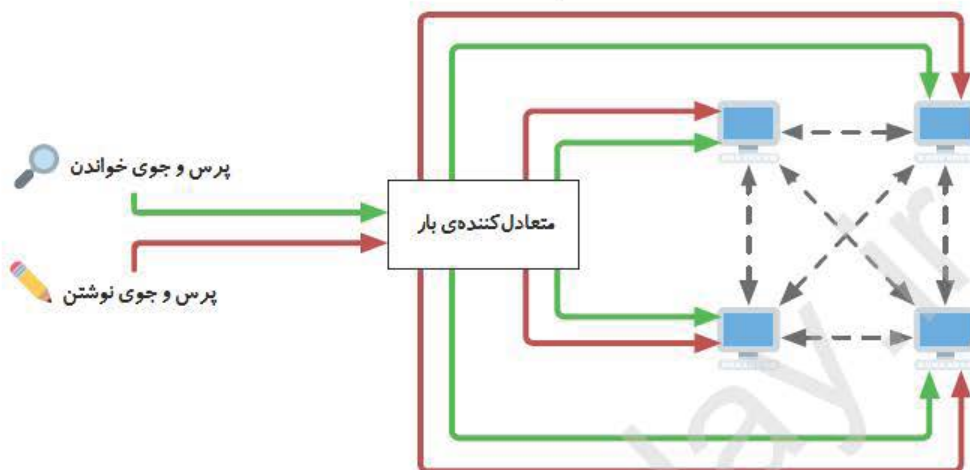 پرس و جوی خواندن
متعادل‌کننده‌ی بار
پرس و جوی نوشتن